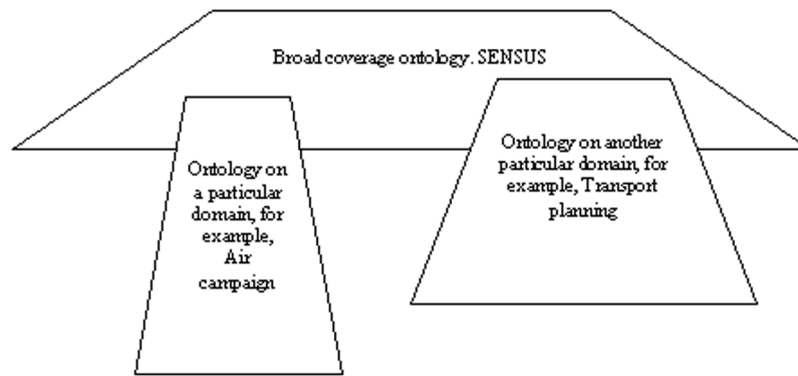 Broad coverage ontology. SENSUS
Ontology on
a particular
domain, for
example,
Air
campaign
Ontology on another
particular domain, for
example, Transport
planning